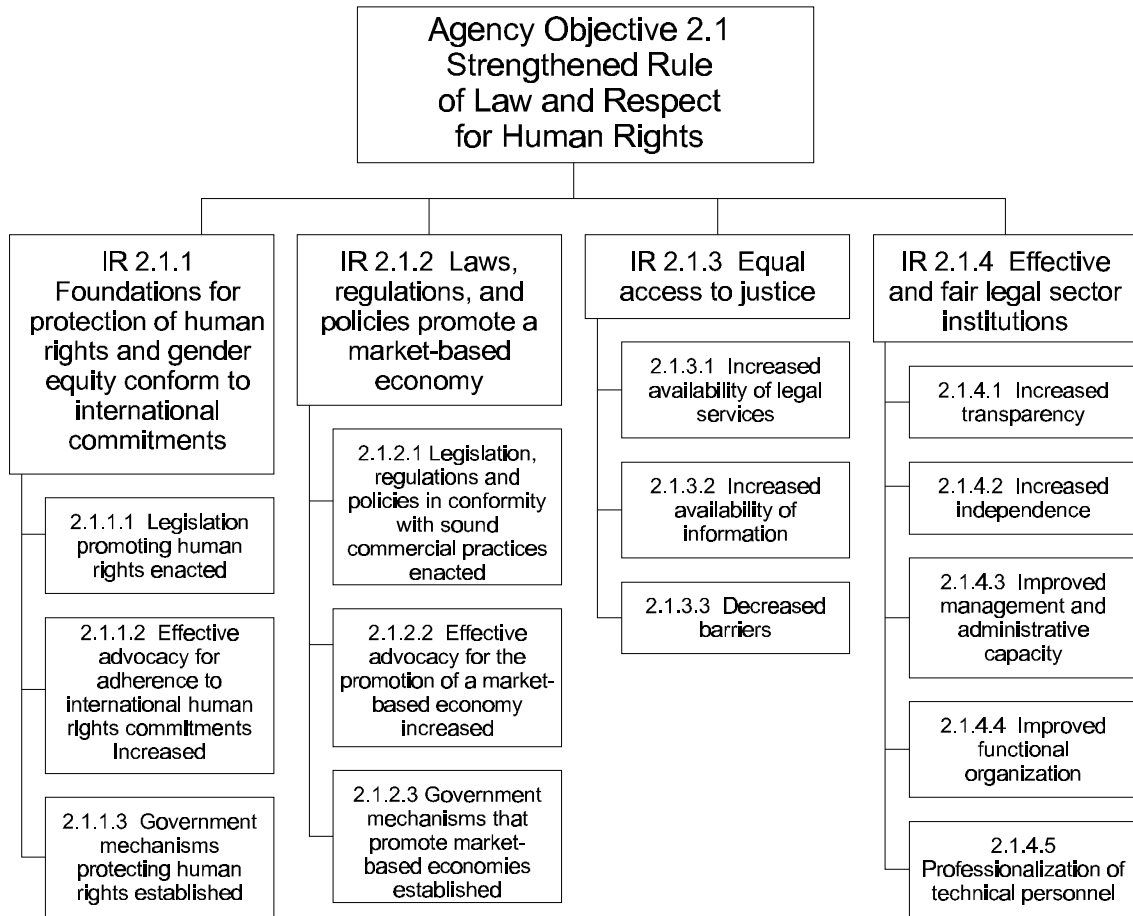 Agency Objective 2.1
Strengthened Rule
of Law and Respect
for Human Rights
IR 2.1.1
Foundations for
protection of human
rights and gender
equity conform to
international
commitments
2.1.1.1 Legislation
promoting human
rights enacted
2.1.1.2 Effective
advocacy for
adherence to
international human
rights commitments
Increased
2.1.1.3 Government
mechanisms
protecting human
rights established
IR 2.1.2 Laws,
regulations, and
policies promote a
market-based
economy
2.1.2.1 Legislation,
regulations and
policies in conformity
with sound
commercial practices
enacted
2.1.2.2 Effective
advocacy for the
promotion of a market-
based economy
increased
2.1.2.3 Government
mechanisms that
promote market-
based economies
established
IR 2.1.3 Equal
access to justice
2.1.3.1 Increased
availability of legal
services
2.1.3.2 Increased
availability of
information
2.1.3.3 Decreased
barriers
IR 2.1.4 Effective
and fair legal sector
institutions
2.1.4.1 Increased
transparency
2.1.4.2 Increased
independence
2.1.4.3 Improved
management and
administrative
capacity
2.1.4.4 Improved
functional
organization
2.1.4.5
Professionalization of
technical personnel